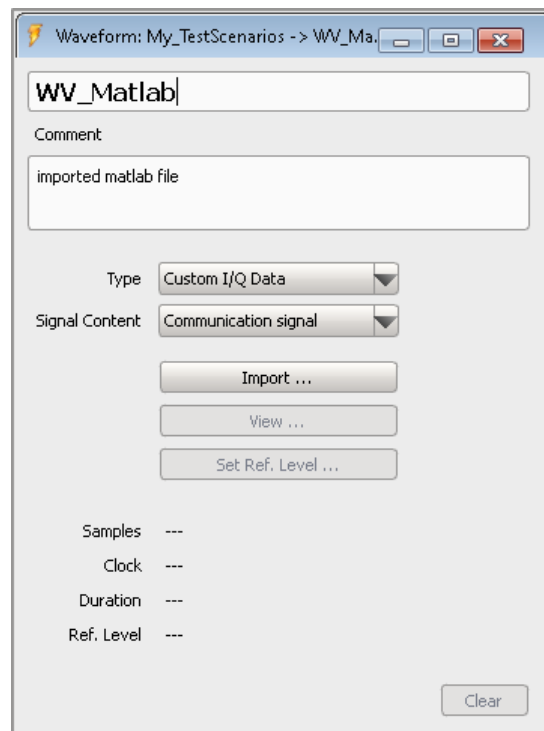 Waveform: My_TestScenarios -> WV_Ma.
WV_Matlab
Comment
imported matlab file
Type Custom I/Q Data
Signal Content Communication signal
Import ...
View ...
Set Ref. Level ...
Samples ---
Clock ---
Duration ---
Ref. Level ---
Clear